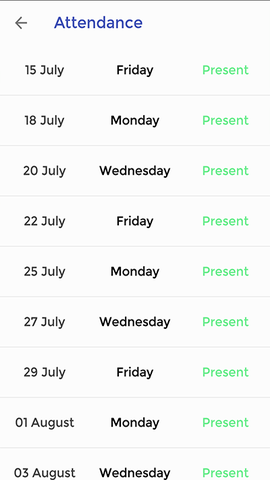 Attendance
15 July Friday Present
18 July Monday Present
20 July Wednesday Present
22 July Friday Present
25 July Monday Present
27 July Wednesday Present
29 July Friday Present
01 August Monday Present
03 August Wednesday Present